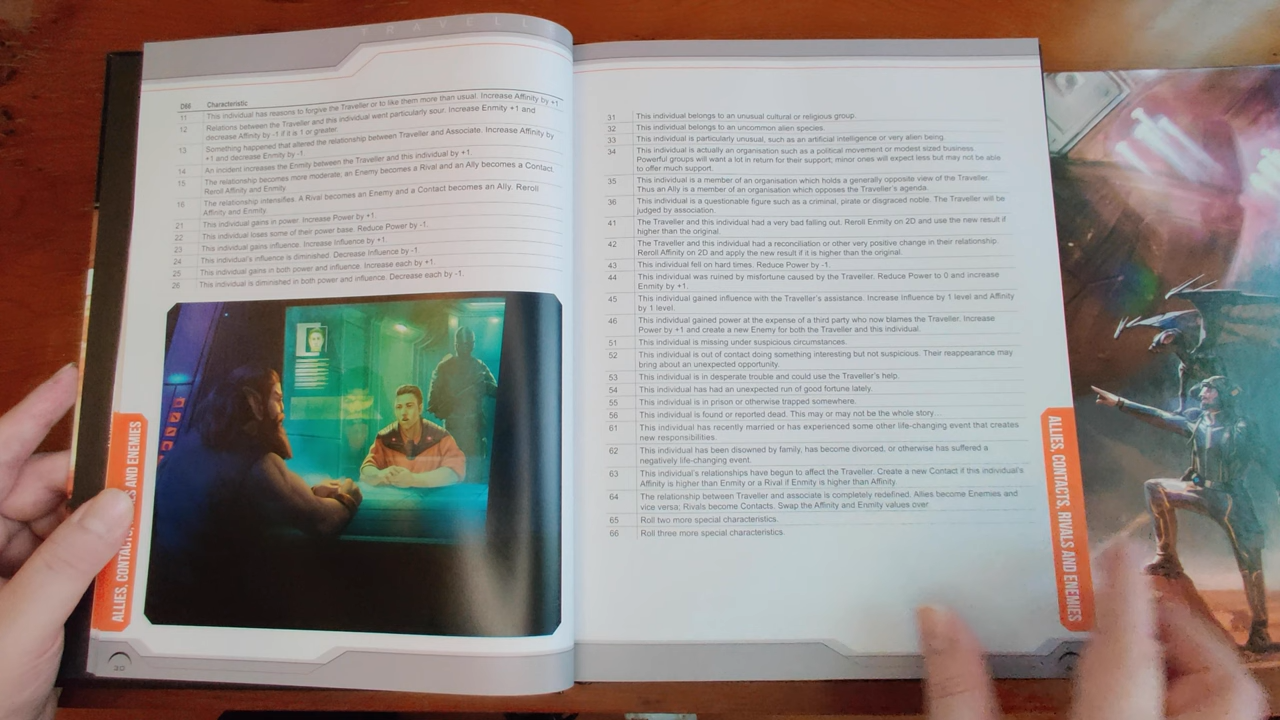 TRAVELL
D66 Characteristic
11 This individual has reasons to forgive the Traveller or to like them more than usual. Increase Affinity by +1.
12 Relations between the Traveller and this individual went particularly sour. Increase Enmity +1 and
decrease Affinity by -1 if it is 1 or greater.
13 Something happened that altered the relationship between Traveller and Associate. Increase Affinity by
+1 and decrease Enmity by -1.
14 An incident increases the Enmity between the Traveller and this individual by +1.
15 The relationship becomes more moderate, an Enemy becomes a Rival and an Ally becomes a Contact.
Reroll Affinity and Enmity.
16 The relationship intensifies. A Rival becomes an Enemy and a Contact becomes an Ally. Reroll
Affinity and Enmity.
21 This individual gains in power. Increase Power by +1.
22 This individual loses some of their power base. Reduce Power by -1.
23 This individual gains influence. Increase Influence by +1.
24 This individual's influence is diminished. Decrease Influence by -1.
25 This individual gains in both power and influence. Increase each by +1.
26 This individual is diminished in both power and influence. Decrease each by -1.
ALLIES, CONTACTS, AND ENEMIES
30
31 This individual belongs to an unusual cultural or religious group.
32 This individual belongs to an uncommon alien species.
33 This individual is particularly unusual, such as an artificial intelligence or very alien being.
34 This individual is actually an organisation such as a political movement or modest sized business.
Powerful groups will want a lot in return for their support; minor ones will expect less but may not be able
to offer much support.
35 This individual is a member of an organisation which holds a generally opposite view of the Traveller.
Thus an Ally is a member of an organisation which opposes the Traveller's agenda.
36 This individual is a questionable figure such as a criminal, pirate or disgraced noble. The Traveller will be
judged by association.
41 The Traveller and this individual had a very bad falling out. Reroll Enmity on 2D and use the new result if
higher than the original.
42 The Traveller and this individual had a reconciliation or other very positive change in their relationship.
Reroll Affinity on 2D and apply the new result if it is higher than the original.
43 This individual fell on hard times. Reduce Power by -1.
44 This individual was ruined by misfortune caused by the Traveller. Reduce Power to 0 and increase
Enmity by +1.
45 This individual gained influence with the Traveller's assistance. Increase Influence by 1 level and Affinity
by 1 level.
46 This individual gained power at the expense of a third party who now blames the Traveller. Increase
Power by +1 and create a new Enemy for both the Traveller and this individual.
51 This individual is missing under suspicious circumstances.
52 This individual is out of contact doing something interesting but not suspicious. Their reappearance may
bring about an unexpected opportunity.
53 This individual is in desperate trouble and could use the Traveller's help.
54 This individual has had an unexpected run of good fortune lately.
55 This individual is in prison or otherwise trapped somewhere.
56 This individual is found or reported dead. This may or may not be the whole story…
61 This individual has recently married or has experienced some other life-changing event that creates
new responsibilities.
62 This individual has been disowned by family, has become divorced, or otherwise has suffered a
negatively life-changing event.
63 This individual's relationships have begun to affect the Traveller. Create a new Contact if this individual's
Affinity is higher than Enmity or a Rival if Enmity is higher than Affinity.
64 The relationship between Traveller and associate is completely redefined. Allies become Enemies and
vice versa; Rivals become Contacts. Swap the Affinity and Enmity values over.
65 Roll two more special characteristics.
66 Roll three more special characteristics.
ALLIES, CONTACTS, RIVALS AND ENEMIES